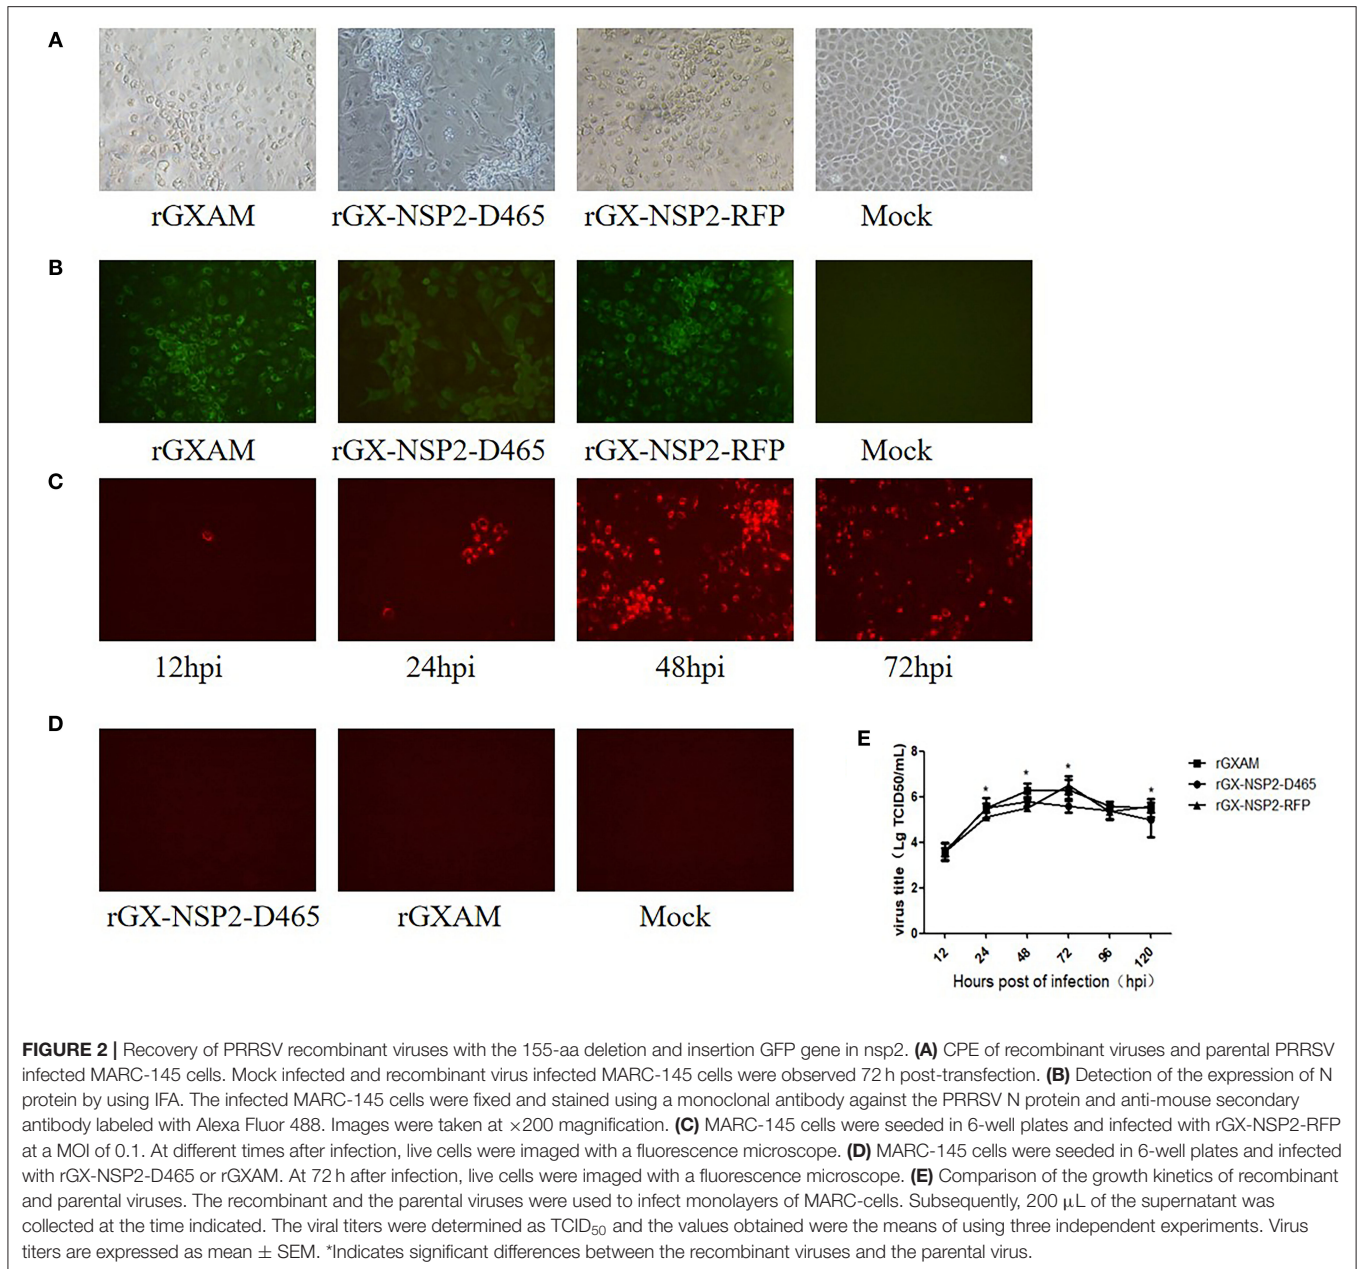 A
rGXAM rGX-NSP2-D465 rGX-NSP2-RFP Mock
B
rGXAM rGX-NSP2-D465 rGX-NSP2-RFP Mock
C
12hpi 24hpi 48hpi 72hpi
D
rGX-NSP2-D465 rGXAM Mock
E
virus title（Lg TCID50/mL)
8
6
4
2
0
* * * *
12 24 48 72 96 120
Hours post of infection（hpi）
rGXAM
rGX-NSP2-D465
rGX-NSP2-RFP
FIGURE 2 | Recovery of PRRSV recombinant viruses with the 155-aa deletion and insertion GFP gene in nsp2. (A) CPE of recombinant viruses and parental PRRSV
infected MARC-145 cells. Mock infected and recombinant virus infected MARC-145 cells were observed 72 h post-transfection. (B) Detection of the expression of N
protein by using IFA. The infected MARC-145 cells were fixed and stained using a monoclonal antibody against the PRRSV N protein and anti-mouse secondary
antibody labeled with Alexa Fluor 488. Images were taken at ×200 magnification. (C) MARC-145 cells were seeded in 6-well plates and infected with rGX-NSP2-RFP
at a MOI of 0.1. At different times after infection, live cells were imaged with a fluorescence microscope. (D) MARC-145 cells were seeded in 6-well plates and infected
with rGX-NSP2-D465 or rGXAM. At 72 h after infection, live cells were imaged with a fluorescence microscope. (E) Comparison of the growth kinetics of recombinant
and parental viruses. The recombinant and the parental viruses were used to infect monolayers of MARC-cells. Subsequently, 200 μL of the supernatant was
collected at the time indicated. The viral titers were determined as TCID50 and the values obtained were the means of using three independent experiments. Virus
titers are expressed as mean ± SEM. *Indicates significant differences between the recombinant viruses and the parental virus.